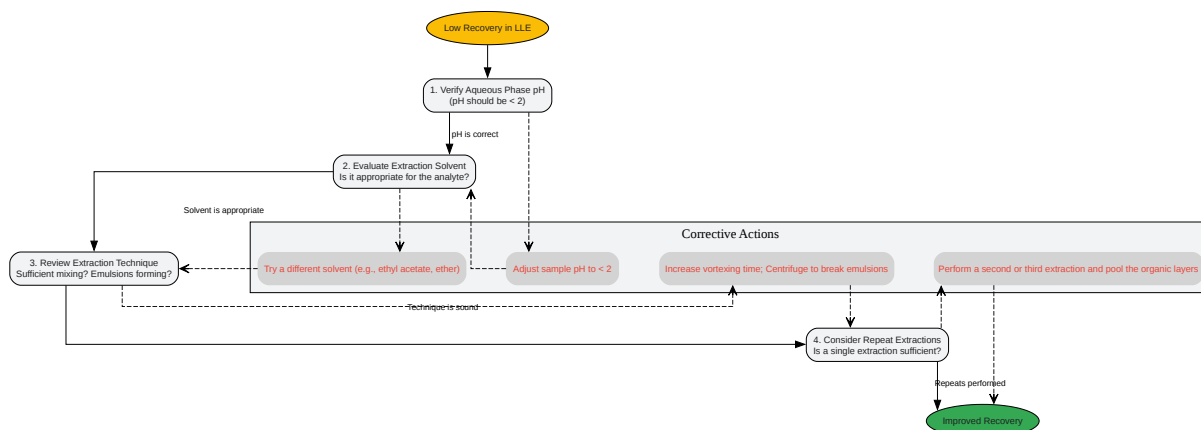 Low Recovery in LLE
1. Verify Aqueous Phase pH
(pH should be < 2)
pH is correct
2. Evaluate Extraction Solvent
Is it appropriate for the analyte?
Solvent is appropriate
Corrective Actions
3. Review Extraction Technique
Sufficient mixing? Emulsions forming?
Try a different solvent (e.g., ethyl acetate, ether)
Adjust sample pH to < 2
Increase vortexing time; Centrifuge to break emulsions
Perform a second or third extraction and pool the organic layers
Technique is sound
4. Consider Repeat Extractions
Is a single extraction sufficient?
Repeats performed
Improved Recovery